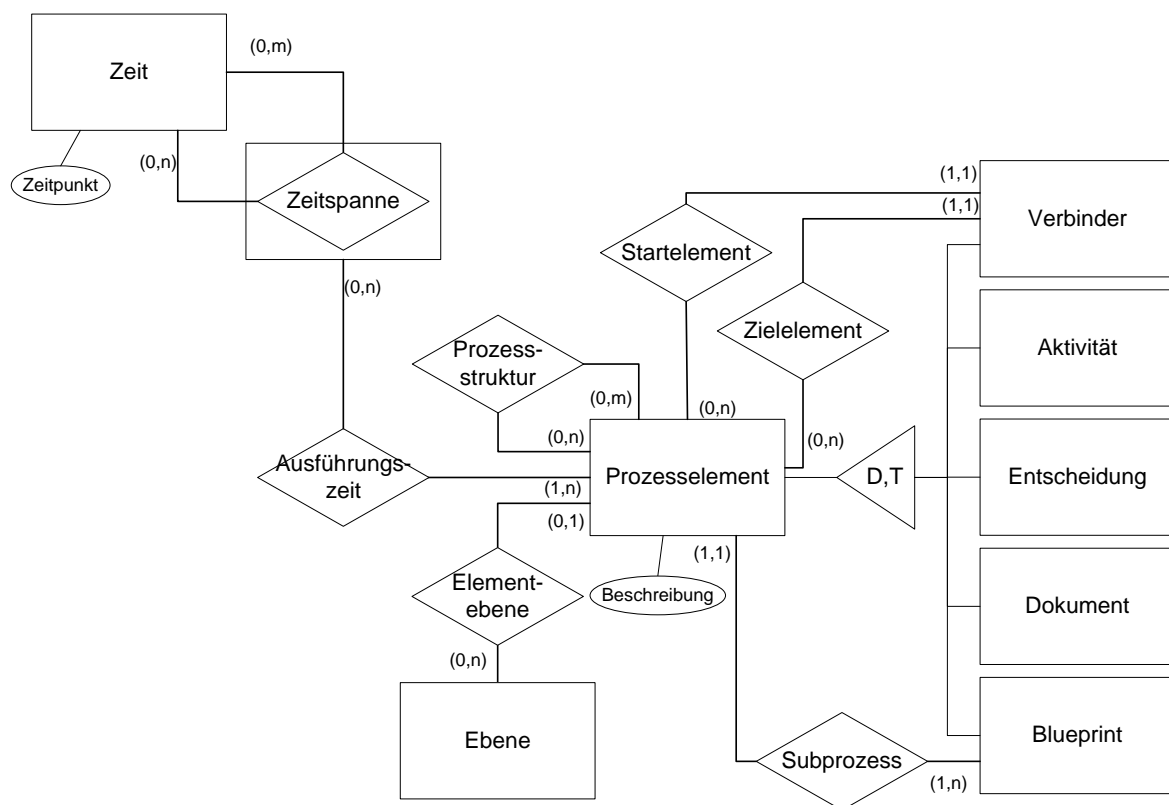 (0,m)
Zeit
(0,n)
Zeitpunkt
Zeitspanne
(0,n)
(1,1)
(1,1)
Verbinder
Startelement
Zielelement
Prozess-
struktur
(0,m)
(0,n)
(0,n)
(0,n)
Aktivität
Ausführungs-
zeit
(1,n)
Prozesselement
D,T
Entscheidung
(0,1)
(1,1)
Element-
ebene
Beschreibung
Dokument
(0,n)
Ebene
Subprozess
(1,n)
Blueprint